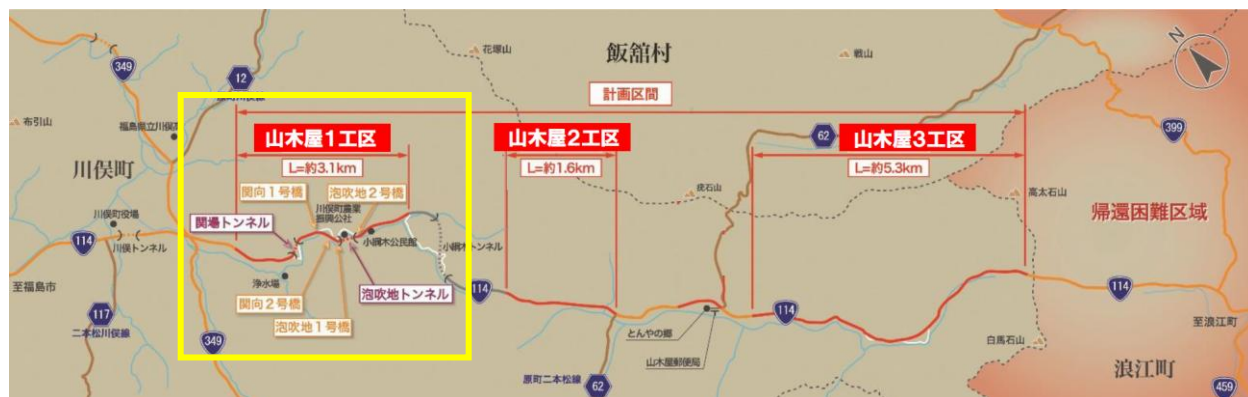 349
12
原町川俣線
花塚山
飯舘村
戦山
N
計画区間
布引山
福島県立川俣高
山木屋1工区
山木屋2工区
62
山木屋3工区
399
L=約3.1km
L=約1.6km
L=約5.3km
川俣町
関向1号橋
泡吹地2号橋
疣石山
高太石山
川俣町農業
振興公社
帰還困難区域
川俣町役場
関場トンネル
小綱木公民館
小綱木トンネル
114
川俣トンネル
至福島市
浄水場
関向2号橋
泡吹地トンネル
114
114
114
117
泡吹地1号橋
とんやの郷
至浪江町
二本松川俣線
349
山木屋郵便局
白馬石山
原町二本松線
62
浪江町
459